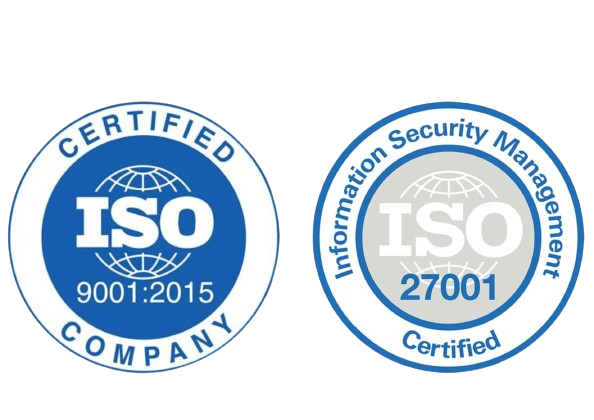 CERTIFIED
ISO
9001:2015
COMPANY
Information Security Management
ISO
27001
Certified